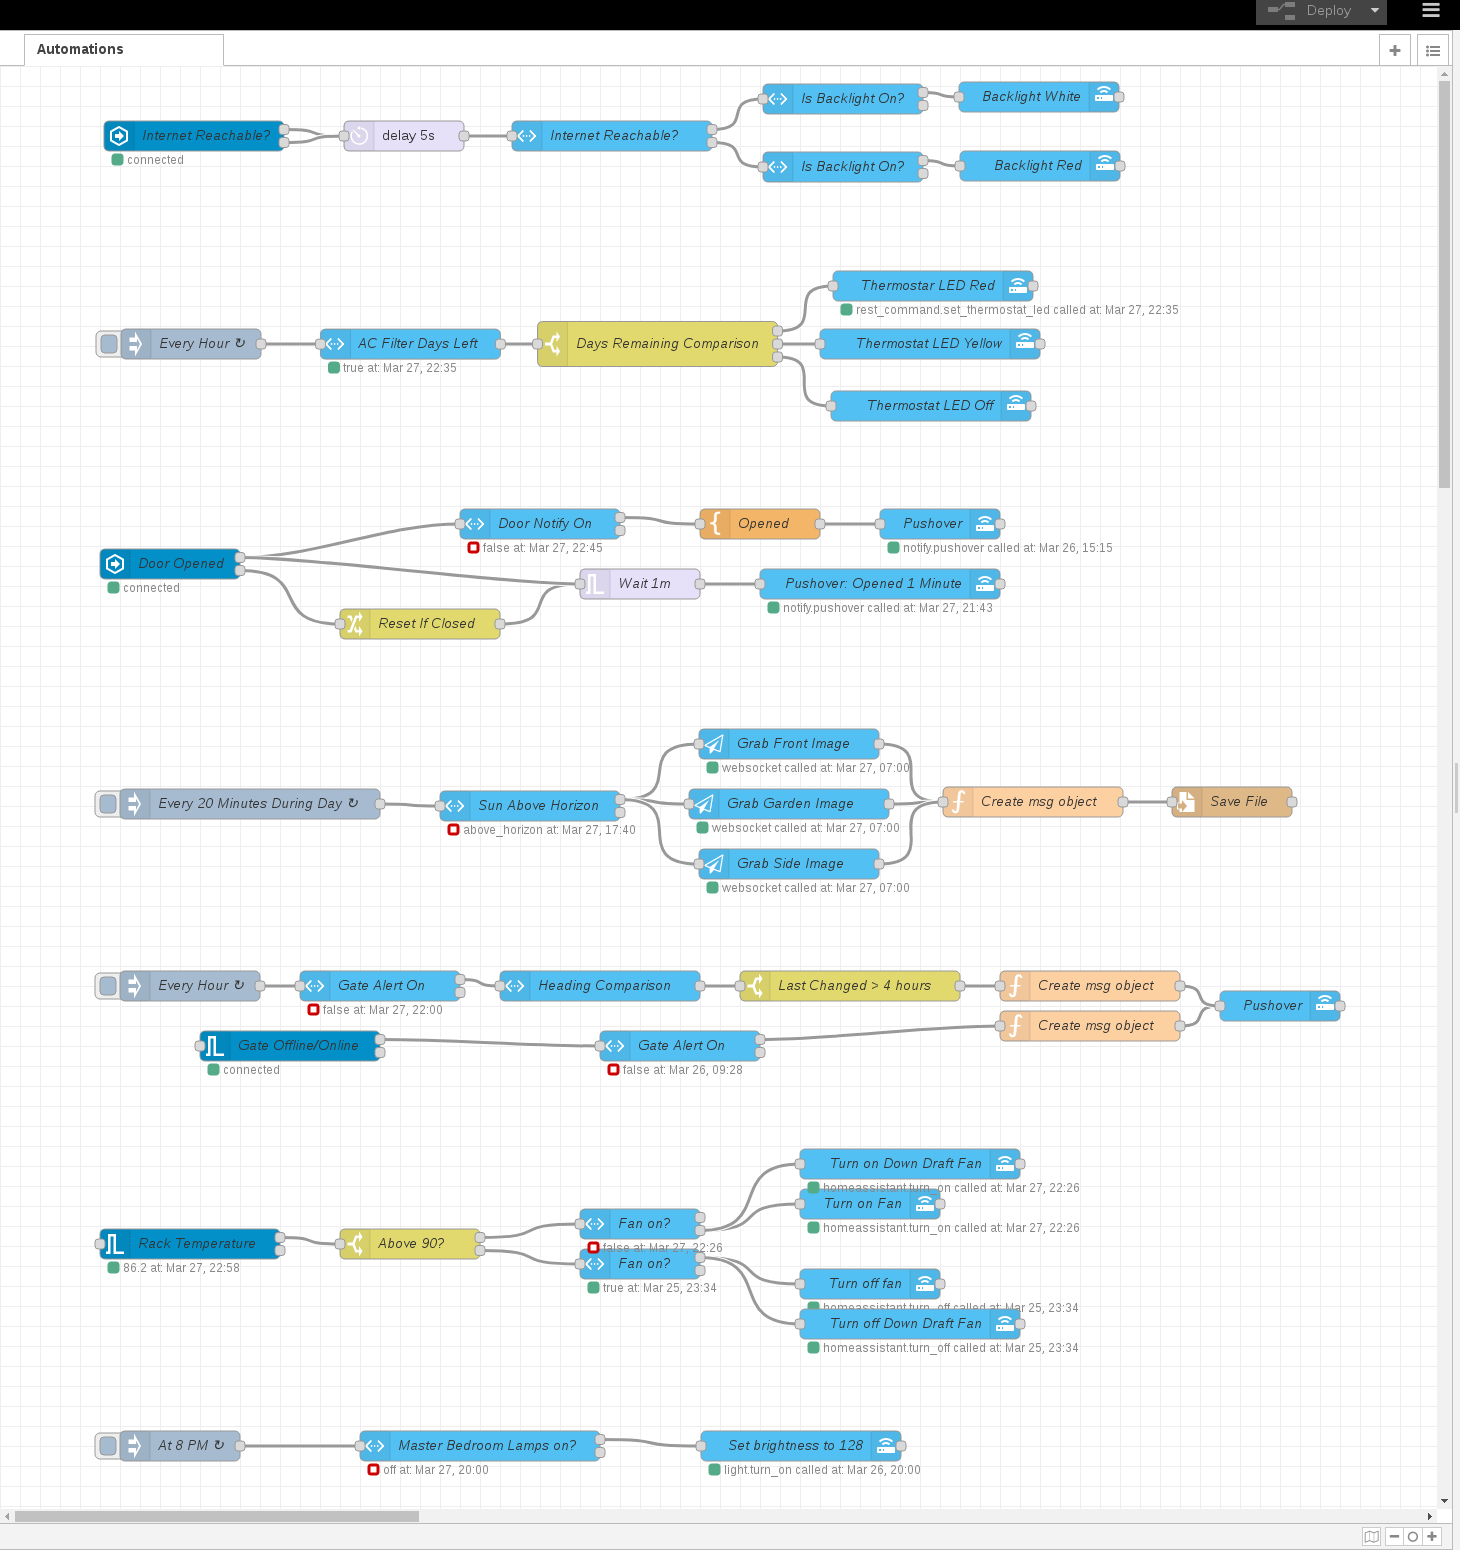 Deploy
Automations
Internet Reachable?
connected
delay 5s
Internet Reachable?
Is Backlight On?
Backlight White
Is Backlight On?
Backlight Red
Every Hour ↻
AC Filter Days Left
true at: Mar 27, 22:35
Days Remaining Comparison
Thermostar LED Red
rest_command.set_thermostat_led called at: Mar 27, 22:35
Thermostat LED Yellow
Thermostat LED Off
Door Opened
connected
Door Notify On
false at: Mar 27, 22:45
Opened
Pushover
notify.pushover called at: Mar 26, 15:15
Wait 1m
Pushover: Opened 1 Minute
notify.pushover called at: Mar 27, 21:43
Reset If Closed
Every 20 Minutes During Day ↻
Sun Above Horizon
above_horizon at: Mar 27, 17:40
Grab Front Image
websocket called at: Mar 27, 07:00
Grab Garden Image
websocket called at: Mar 27, 07:00
Grab Side Image
websocket called at: Mar 27, 07:00
Create msg object
Save File
Every Hour ↻
Gate Alert On
false at: Mar 27, 22:00
Heading Comparison
Last Changed > 4 hours
Create msg object
Pushover
Gate Offline/Online
connected
Gate Alert On
false at: Mar 26, 09:28
Create msg object
Rack Temperature
86.2 at: Mar 27, 22:58
Above 90?
Fan on?
false at: Mar 27, 22:26
Fan on?
true at: Mar 25, 23:34
Turn on Down Draft Fan
homeassistant.turn_on called at: Mar 27, 22:26
Turn on Fan
homeassistant.turn_on called at: Mar 27, 22:26
Turn off fan
homeassistant.turn_off called at: Mar 25, 23:34
Turn off Down Draft Fan
homeassistant.turn_off called at: Mar 25, 23:34
At 8 PM ↻
Master Bedroom Lamps on?
off at: Mar 27, 20:00
Set brightness to 128
light.turn_on called at: Mar 26, 20:00